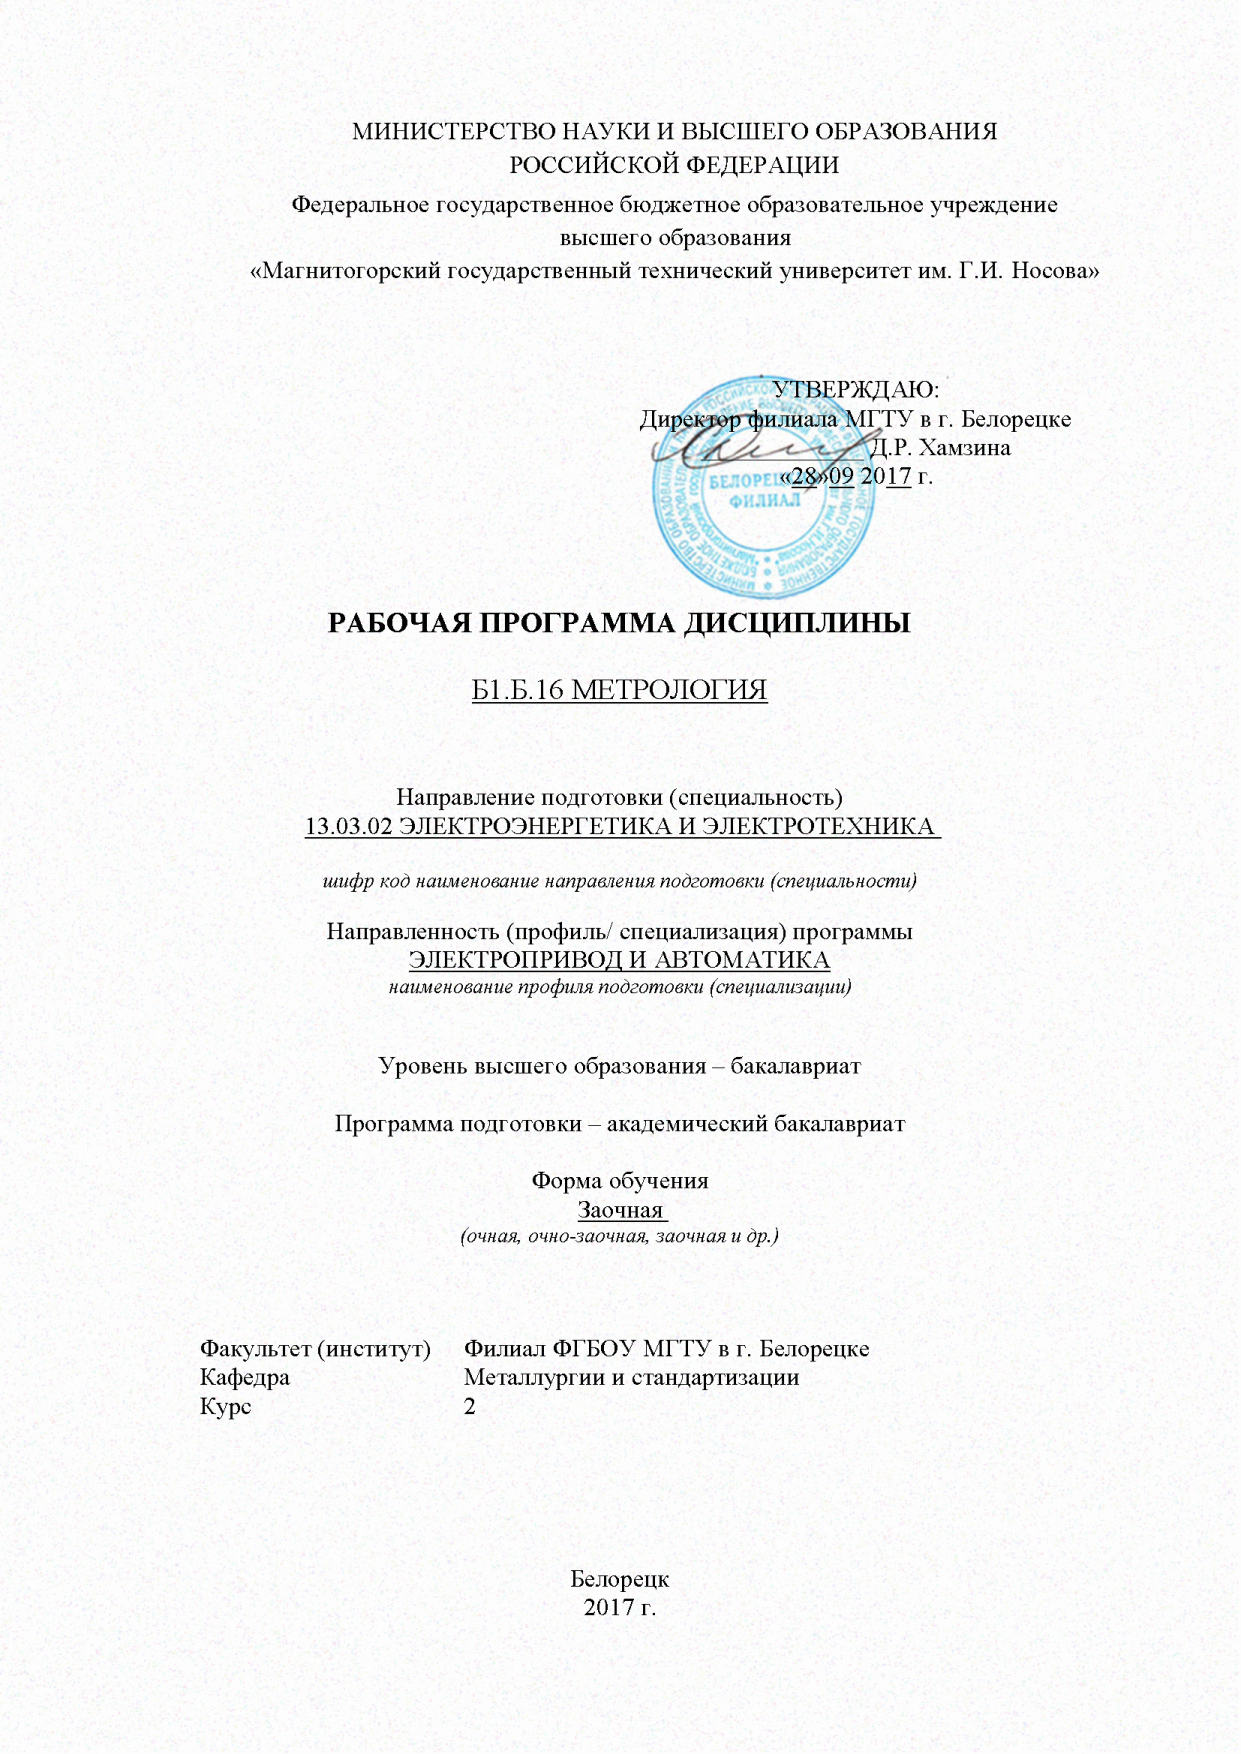 МИНИСТЕРСТВО НАУКИ И ВЫСШЕГО ОБРАЗОВАНИЯ
РОССИЙСКОЙ ФЕДЕРАЦИИ
Федеральное государственное бюджетное образовательное учреждение
высшего образования
«Магнитогорский государственный технический университет им. Г.И. Носова»
УТВЕРЖДАЮ:
Директор филиала МГТУ в г. Белорецке
Д.Р. Хамзина
«28»09 2017 г.
БЕЛОРЕЦКИЙ
ФИЛИАЛ
РАБОЧАЯ ПРОГРАММА ДИСЦИПЛИНЫ
Б1.Б.16 МЕТРОЛОГИЯ
Направление подготовки (специальность)
13.03.02 ЭЛЕКТРОЭНЕРГЕТИКА И ЭЛЕКТРОТЕХНИКА
шифр код наименование направления подготовки (специальности)
Направленность (профиль/ специализация) программы
ЭЛЕКТРОПРИВОД И АВТОМАТИКА
наименование профиля подготовки (специализации)
Уровень высшего образования – бакалавриат
Программа подготовки – академический бакалавриат
Форма обучения
Заочная
(очная, очно-заочная, заочная и др.)
Факультет (институт) Филиал ФГБОУ МГТУ в г. Белорецке
Кафедра Металлургии и стандартизации
Курс 2
Белорецк
2017 г.